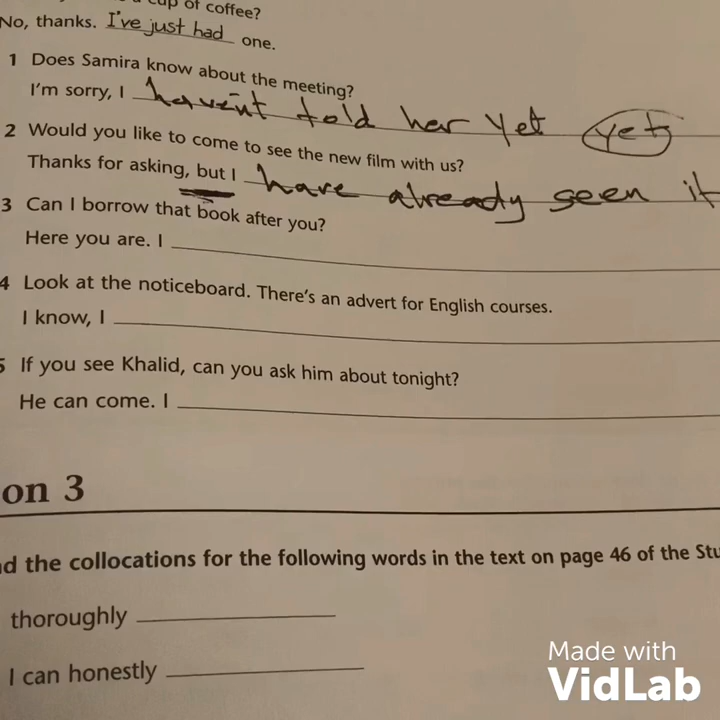 cup of coffee?
No, thanks. I've just had one.
1 Does Samira know about the meeting?
I'm sorry, I haven't told her yet yet
2 Would you like to come to see the new film with us?
Thanks for asking, but I have already seen it
3 Can I borrow that book after you?
Here you are. I
4 Look at the noticeboard. There's an advert for English courses.
I know, I
5 If you see Khalid, can you ask him about tonight?
He can come. I
on 3
d the collocations for the following words in the text on page 46 of the Stu
thoroughly
I can honestly
Made with
VidLab